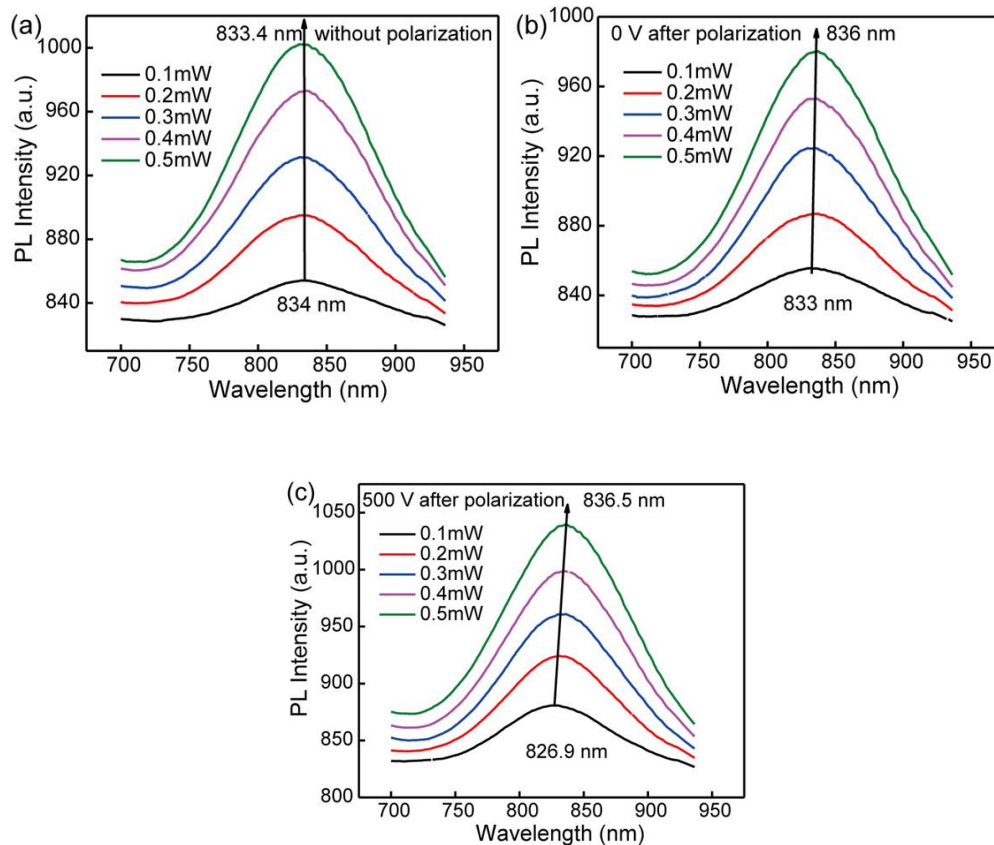 (a)
833.4 nm without polarization
0.1mW
0.2mW
0.3mW
0.4mW
0.5mW
834 nm
1000
960
920
880
840
PL Intensity (a.u.)
700 750 800 850 900 950
Wavelength (nm)
(b)
0 V after polarization 836 nm
0.1mW
0.2mW
0.3mW
0.4mW
0.5mW
833 nm
1000
960
920
880
840
PL Intensity (a.u.)
700 750 800 850 900 950
Wavelength (nm)
(c)
500 V after polarization 836.5 nm
0.1mW
0.2mW
0.3mW
0.4mW
0.5mW
826.9 nm
1050
1000
950
900
850
800
PL Intensity (a.u.)
700 750 800 850 900 950
Wavelength (nm)